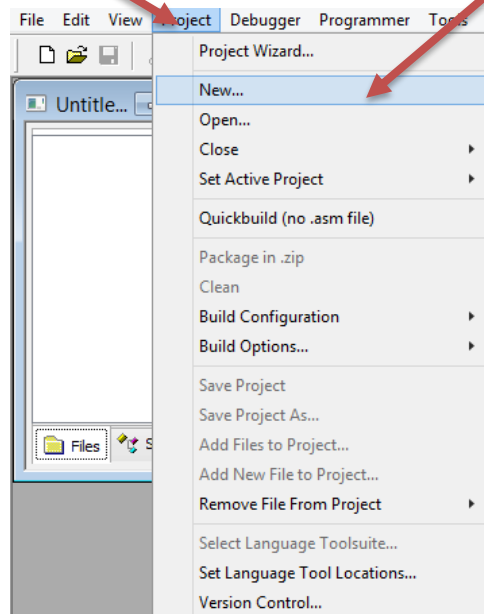 File Edit View Project Debugger Programmer Tools
Project Wizard...
Untitle...
New...
Open...
Close
Set Active Project
Quickbuild (no .asm file)
Package in .zip
Clean
Build Configuration
Build Options...
Save Project
Save Project As...
Files S
Add Files to Project...
Add New File to Project...
Remove File From Project
Select Language Toolsuite...
Set Language Tool Locations...
Version Control...